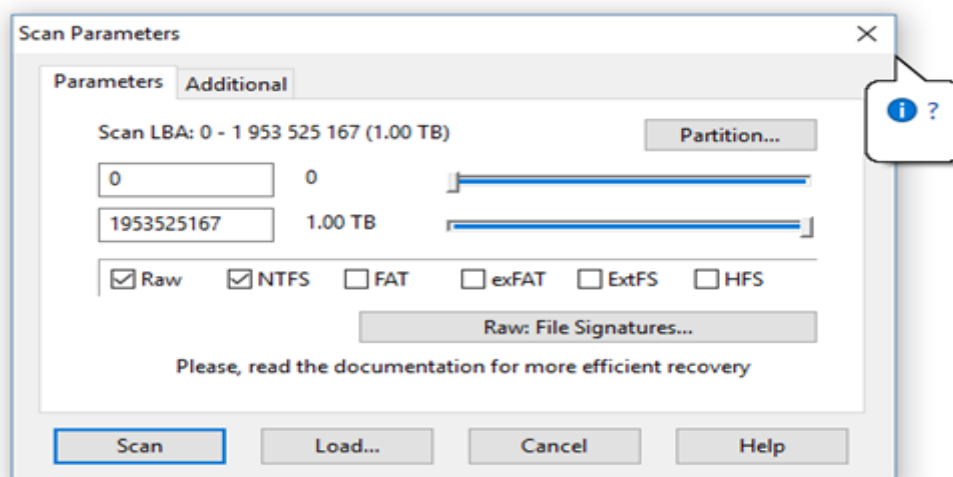 Scan Parameters
Parameters Additional
Scan LBA: 0 - 1 953 525 167 (1.00 TB) Partition...
0 0
1953525167 1.00 TB
Raw NTFS FAT exFAT ExtFS HFS
Raw: File Signatures...
Please, read the documentation for more efficient recovery
Scan Load... Cancel Help
i ?